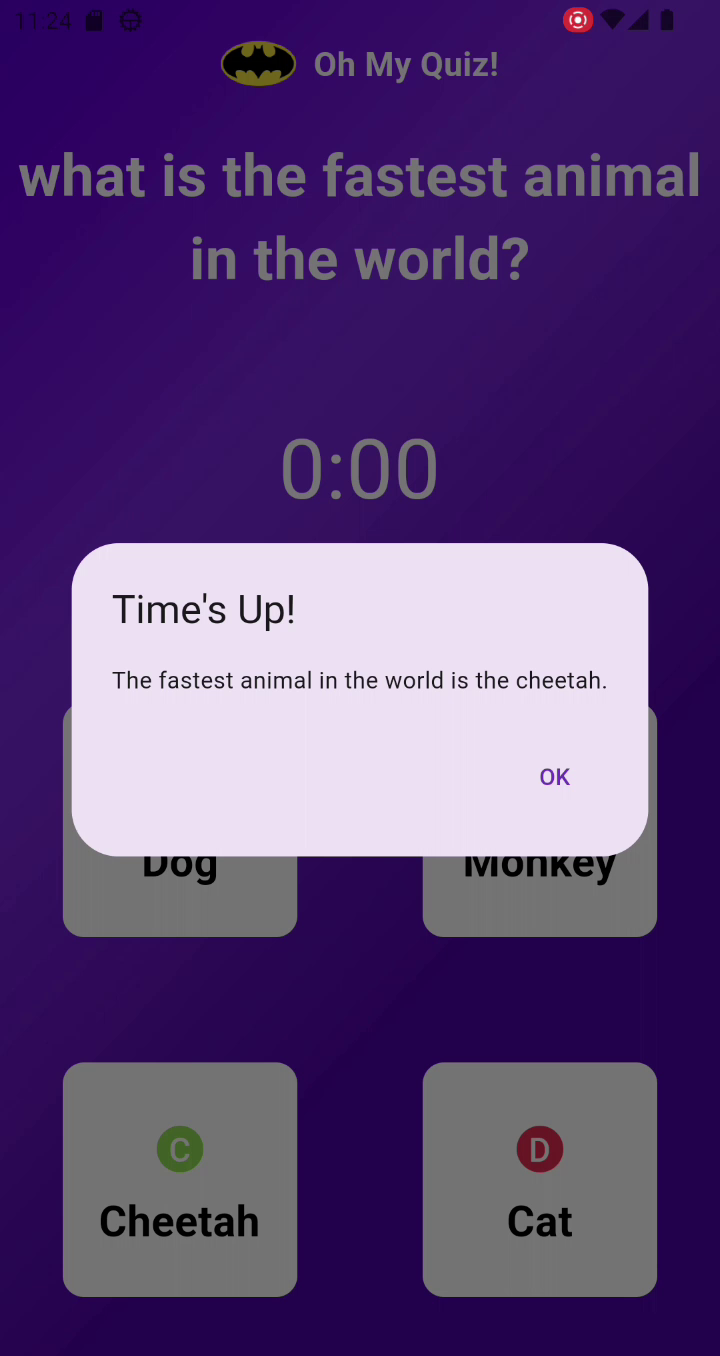 11:24
Oh My Quiz!
what is the fastest animal
in the world?
0:00
Time's Up!
The fastest animal in the world is the cheetah.
OK
Dog
Monkey
C
D
Cheetah
Cat